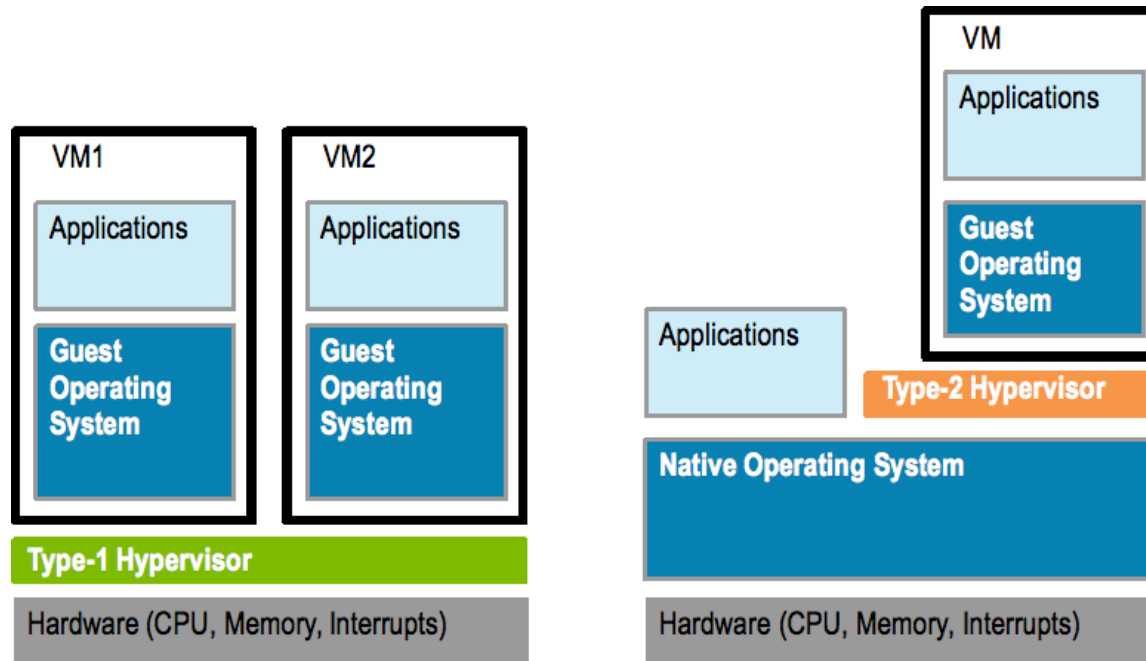 VM1
Applications
Guest
Operating
System
VM2
Applications
Guest
Operating
System
Type-1 Hypervisor
Hardware (CPU, Memory, Interrupts)
VM
Applications
Guest
Operating
System
Applications
Type-2 Hypervisor
Native Operating System
Hardware (CPU, Memory, Interrupts)